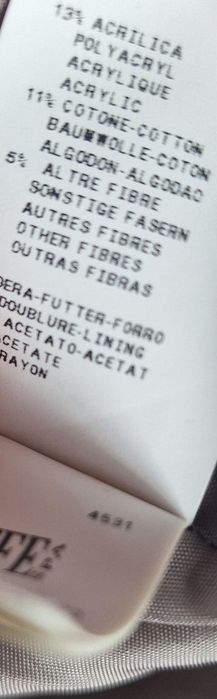 13% ACRILICA
POLYACRYL
ACRYLIQUE
ACRYLIC
11% COTONE-COTTON
BAUMWOLLE-COTON
ALGODON-ALGODAO
5% ALTRE FIBRE
SONSTIGE FASERN
AUTRES FIBRES
OTHER FIBRES
OUTRAS FIBRAS
DERA-FUTTER-FORRO
DOUBLURE-LINING
ACETATO-ACETAT
ACETATE
RAYON
4531